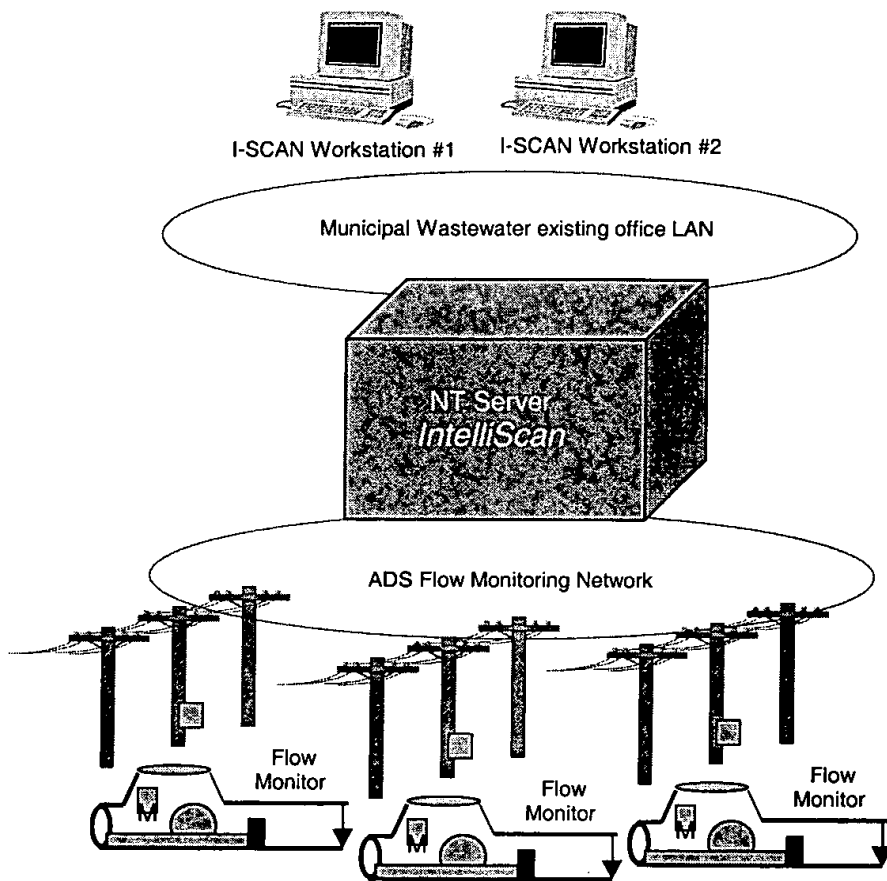 I-SCAN Workstation #1
I-SCAN Workstation #2
Municipal Wastewater existing office LAN
NT Server
IntelliScan
ADS Flow Monitoring Network
Flow
Monitor
Flow
Monitor
Flow
Monitor